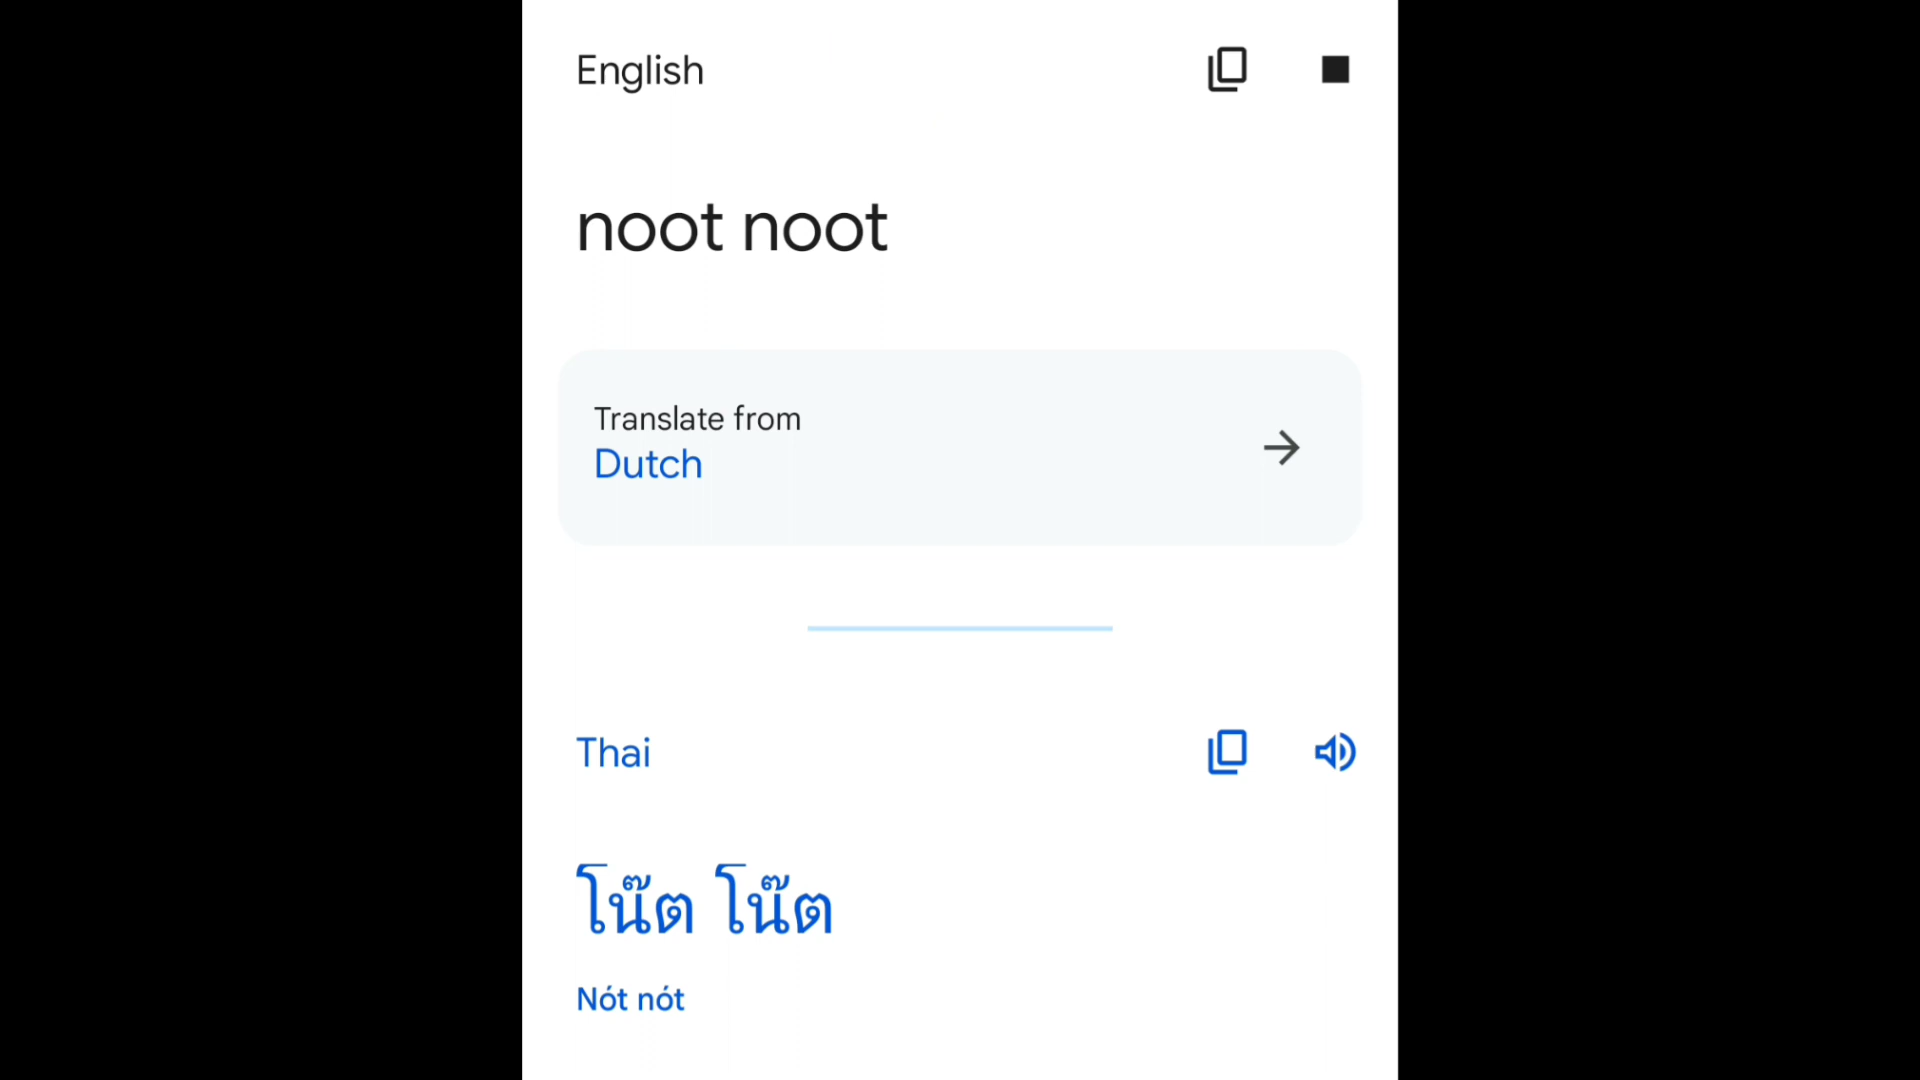 English
noot noot
Translate from
Dutch
Thai
โน๊ต โน๊ต
Nót nót